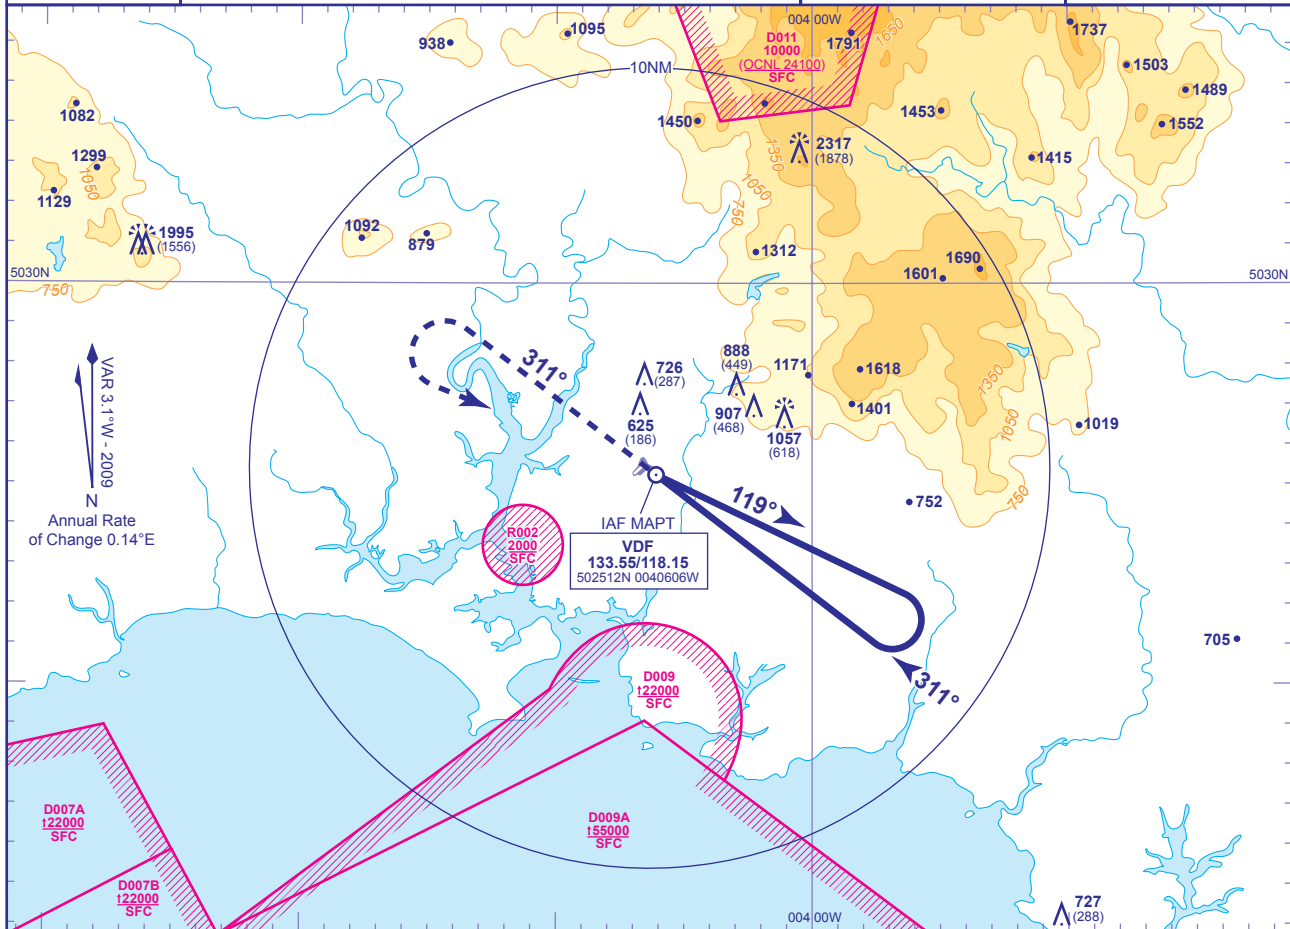 004 00W
1095
938
1791
1650
1737
D011
10000
(OCNL 24100)
SFC
10NM
1503
1489
1082
1450
1453
1552
2317
(1878)
1350
1415
1299
1050
1129
1050
750
1092
879
1995
(1556)
1312
1690
1601
5030N
5030N
750
311°
VAR 3.1°W - 2009
N
Annual Rate
of Change 0.14°E
726
(287)
888
(449)
1171
1618
1350
625
(186)
907
(468)
1057
(618)
1401
1050
1019
119°
752
750
IAF MAPT
VDF
133.55/118.15
502512N 0040606W
R002
2000
SFC
705
311°
D009
↑22000
SFC
D007A
↑22000
SFC
D009A
↑55000
SFC
D007B
↑22000
SFC
004 00W
727
(288)